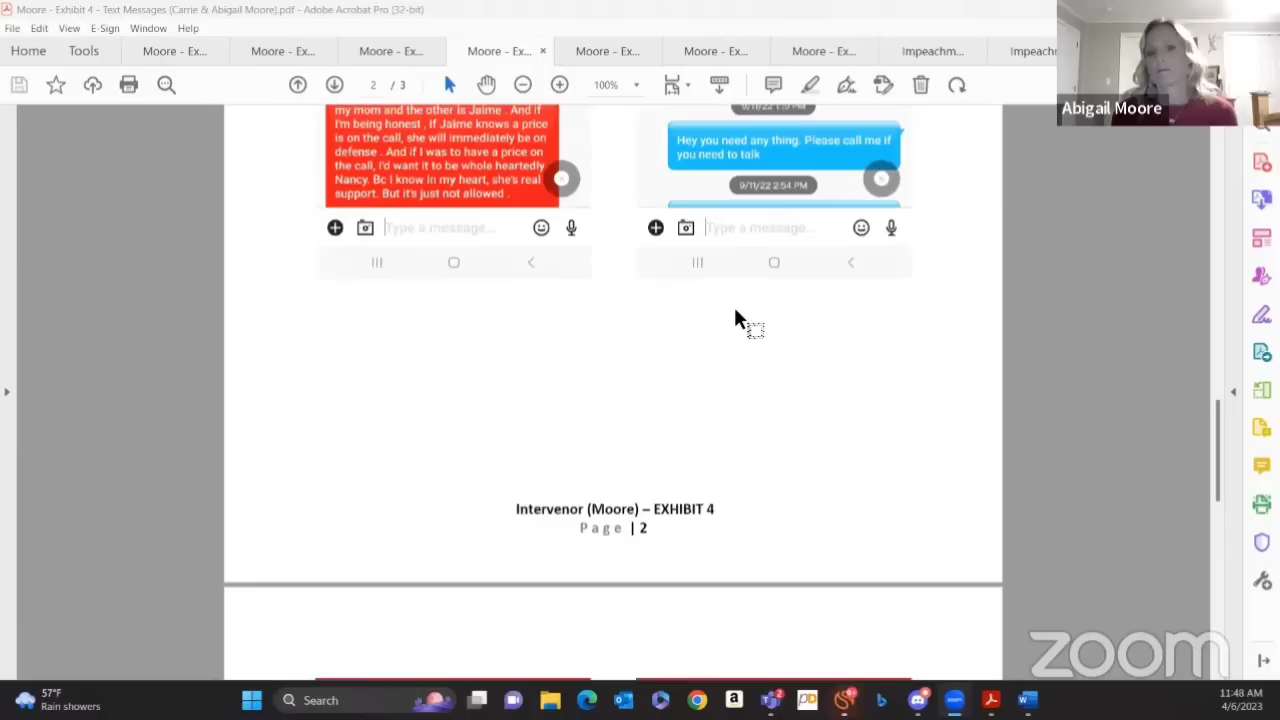 Moore - Exhibit 4 - Text Messages (Carrie & Abigail Moore).pdf - Adobe Acrobat Pro (32-bit)
File Edit View E-Sign Window Help
Home Tools Moore - Ex... Moore - Ex... Moore - Ex... Moore - Ex... × Moore - Ex... Moore - Ex... Moore - Ex... Impeachm... Impeachm
2 / 3 100%
Abigail Moore
my mom and the other is Jaime . And if
I'm being honest , if Jaime knows a price
is on the call, she will immediately be on
defense . And if I was to have a price on
the call, I'd want it to be whole heartedly
Nancy. Bc I know in my heart, she's real
support. But it's just not allowed .
Type a message...
Hey you need any thing. Please call me if
you need to talk
9/11/22 2:54 PM
Type a message...
Intervenor (Moore) – EXHIBIT 4
Page | 2
zoom
57°F
Rain showers
Search
11:48 AM
4/6/2023